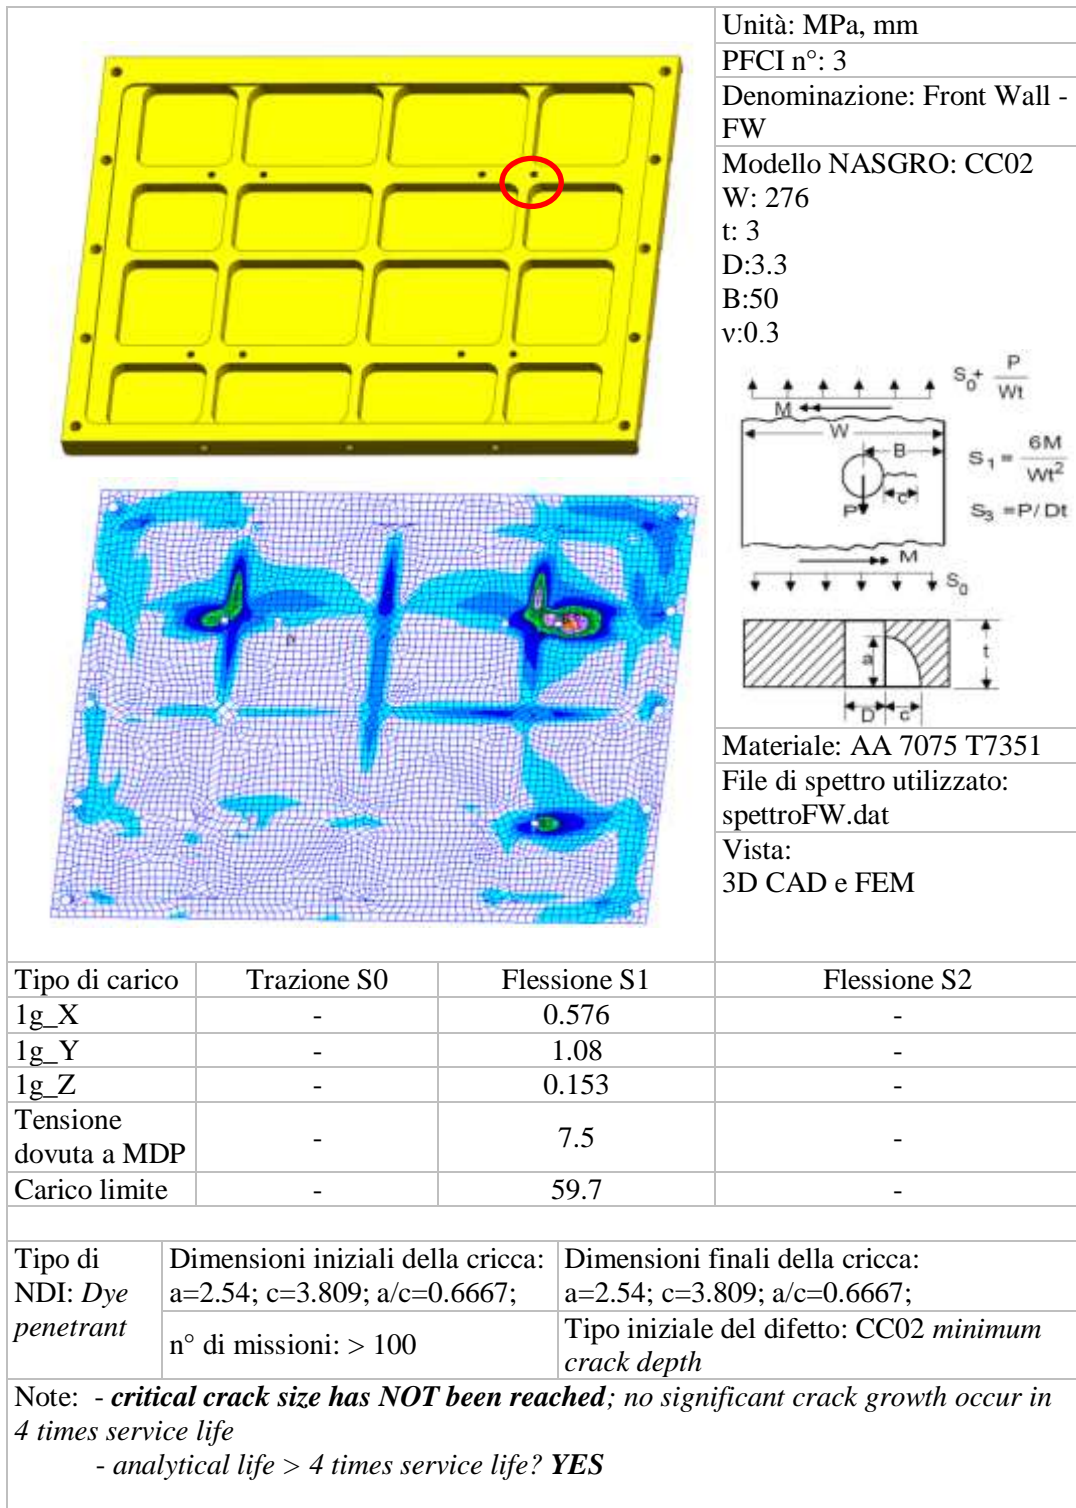 Unità: MPa, mm
PFCI n°: 3
Denominazione: Front Wall -
FW
Modello NASGRO: CC02
W: 276
t: 3
D:3.3
B:50
ν:0.3
S0+ P
Wt
M
W
B
S1 = 6M
Wt2
c
P
S3 =P/ Dt
M
S0
a
t
D
c
Materiale: AA 7075 T7351
File di spettro utilizzato:
spettroFW.dat
Vista:
3D CAD e FEM
Tipo di carico Trazione S0 Flessione S1 Flessione S2
1g_X - 0.576 -
1g_Y - 1.08 -
1g_Z - 0.153 -
Tensione
dovuta a MDP - 7.5 -
Carico limite - 59.7 -
Tipo di
NDI: Dye
penetrant
Dimensioni iniziali della cricca:
a=2.54; c=3.809; a/c=0.6667;
Dimensioni finali della cricca:
a=2.54; c=3.809; a/c=0.6667;
n° di missioni: > 100
Tipo iniziale del difetto: CC02 minimum
crack depth
Note: - critical crack size has NOT been reached; no significant crack growth occur in
4 times service life
- analytical life > 4 times service life? YES